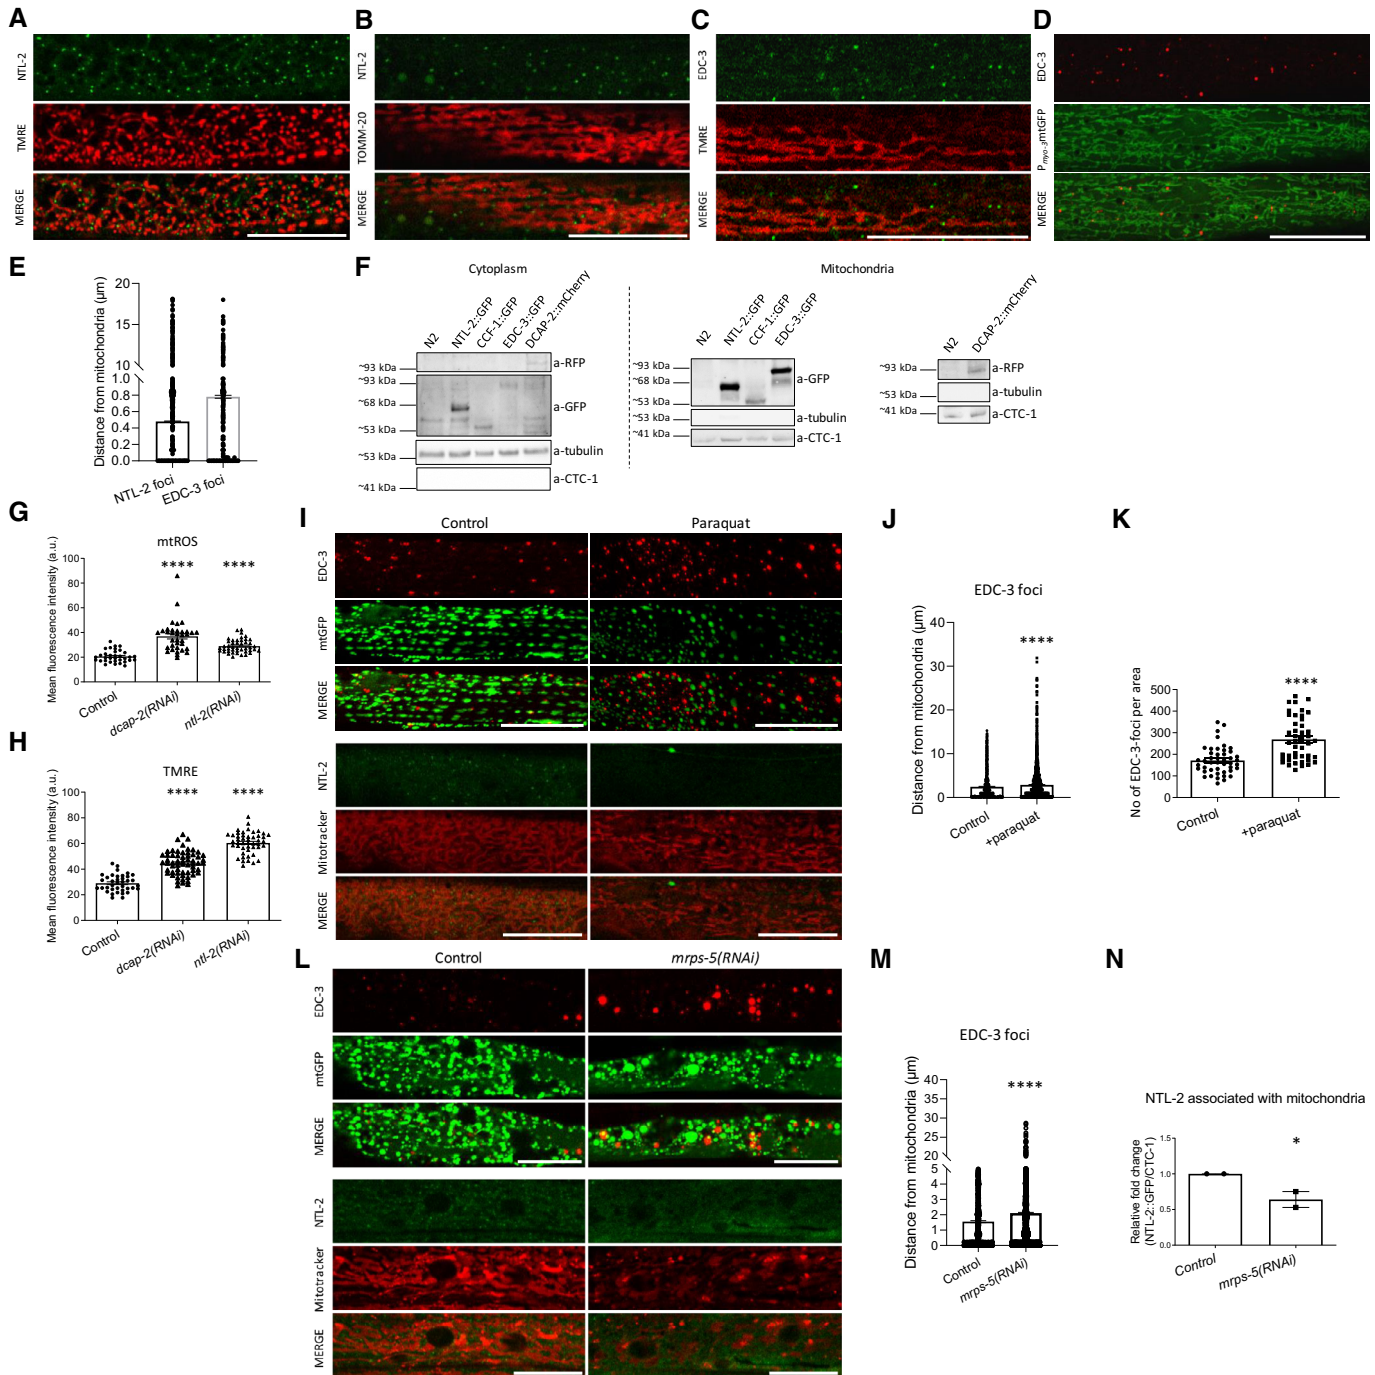 A
B
C
D
NTL-2
TMRE
MERGE
NTL-2
TOMM-20
MERGE
EDC-3
TMRE
MERGE
EDC-3
Pmyo-3mtGFP
MERGE
E
Distance from mitochondria (μm)
20
15
10
1.0
0.8
0.6
0.4
0.2
0.0
NTL-2 foci
EDC-3 foci
F
Cytoplasm
N2
NTL-2::GFP
CCF-1::GFP
EDC-3::GFP
DCAP-2::mCherry
~93 kDa
a-RFP
~93 kDa
~68 kDa
a-GFP
~53 kDa
~53 kDa
a-tubulin
~41 kDa
a-CTC-1
Mitochondria
N2
NTL-2::GFP
CCF-1::GFP
EDC-3::GFP
~93 kDa
~68 kDa
a-GFP
~53 kDa
~53 kDa
a-tubulin
~41 kDa
a-CTC-1
N2
DCAP-2::mCherry
~93 kDa
a-RFP
~53 kDa
a-tubulin
~41 kDa
a-CTC-1
G
mtROS
Mean fluorescence intensity (a.u.)
100
80
60
40
20
0
****
****
Control
dcap-2(RNAi)
ntl-2(RNAi)
H
TMRE
Mean fluorescence intensity (a.u.)
100
80
60
40
20
0
****
****
Control
dcap-2(RNAi)
ntl-2(RNAi)
I
Control
Paraquat
EDC-3
mtGFP
MERGE
NTL-2
Mitotracker
MERGE
J
EDC-3 foci
Distance from mitochondria (μm)
40
30
20
10
0
****
Control
+paraquat
K
No of EDC-3-foci per area
500
400
300
200
100
0
****
Control
+paraquat
L
Control
mrps-5(RNAi)
EDC-3
mtGFP
MERGE
NTL-2
Mitotracker
MERGE
M
EDC-3 foci
Distance from mitochondria (μm)
40
35
30
25
20
5
4
3
2
1
0
****
Control
mrps-5(RNAi)
N
NTL-2 associated with mitochondria
Relative fold change
(NTL-2::GFP/CTC-1)
1.5
1.0
0.5
0.0
*
Control
mrps-5(RNAi)